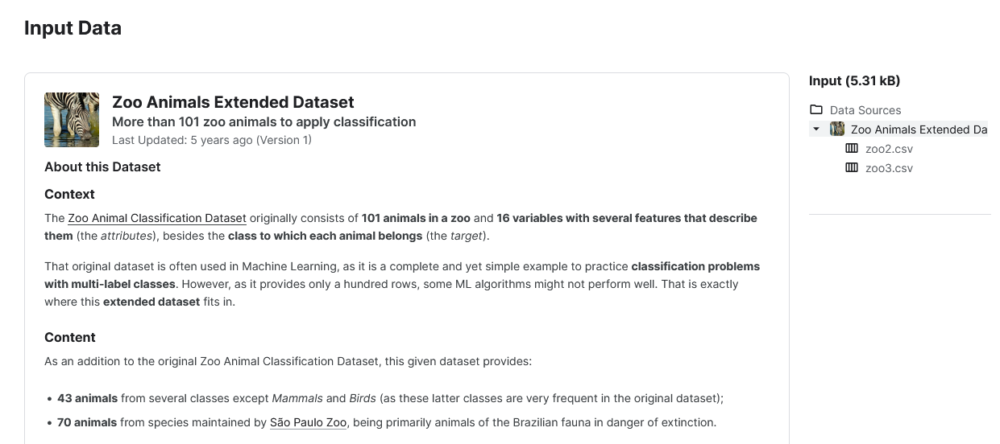 Input Data
Zoo Animals Extended Dataset
More than 101 zoo animals to apply classification
Last Updated: 5 years ago (Version 1)
About this Dataset
Context
The Zoo Animal Classification Dataset originally consists of 101 animals in a zoo and 16 variables with several features that describe
them (the attributes), besides the class to which each animal belongs (the target).
That original dataset is often used in Machine Learning, as it is a complete and yet simple example to practice classification problems
with multi-label classes. However, as it provides only a hundred rows, some ML algorithms might not perform well. That is exactly
where this extended dataset fits in.
Content
As an addition to the original Zoo Animal Classification Dataset, this given dataset provides:
• 43 animals from several classes except Mammals and Birds (as these latter classes are very frequent in the original dataset);
• 70 animals from species maintained by São Paulo Zoo, being primarily animals of the Brazilian fauna in danger of extinction.
Input (5.31 kB)
Data Sources
Zoo Animals Extended Da
zoo2.csv
zoo3.csv